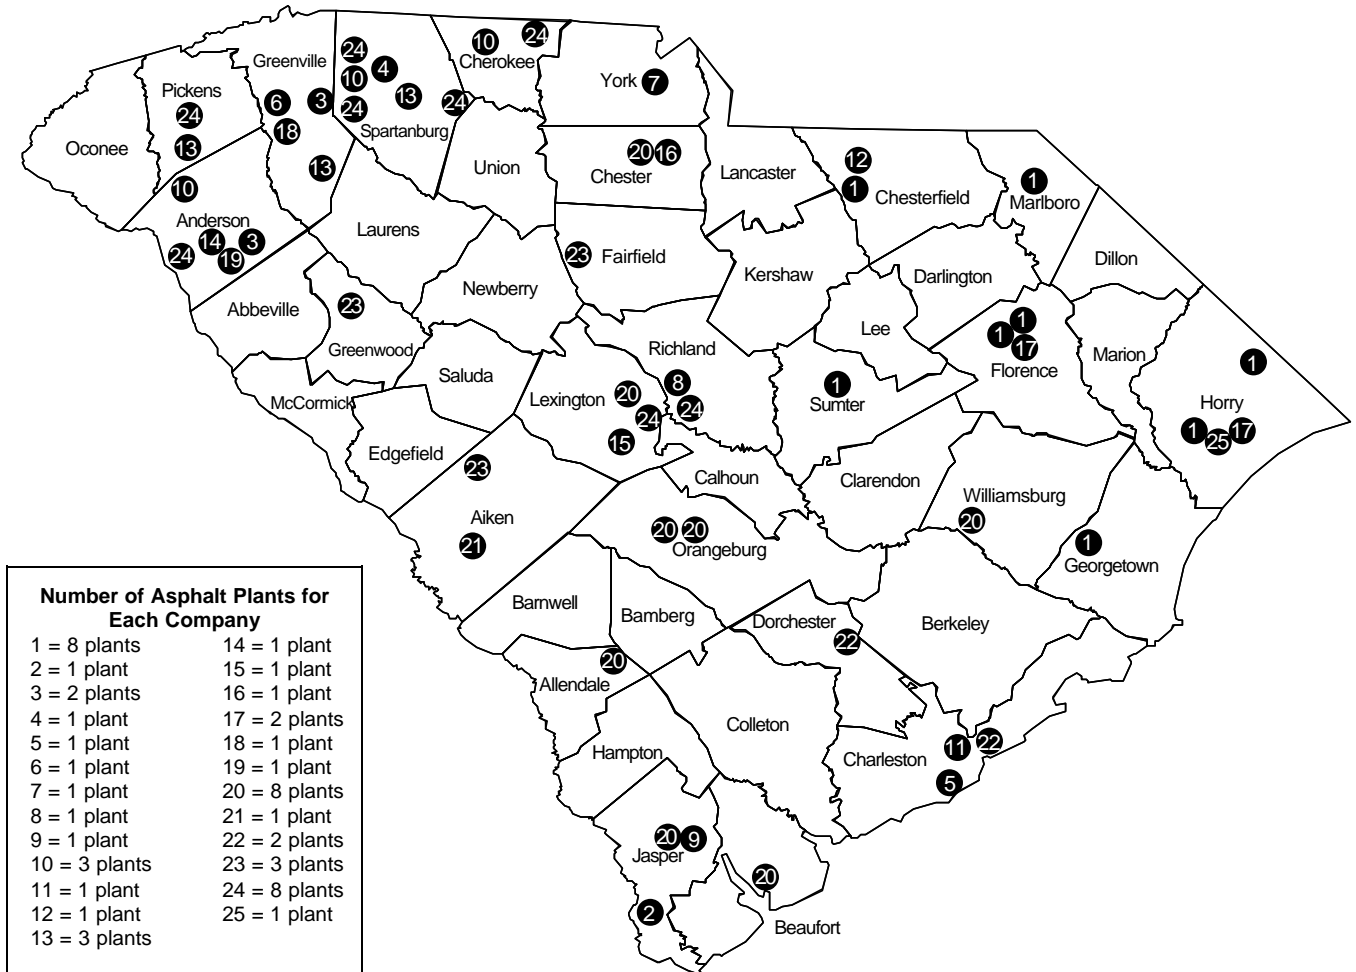 24
10
24
Greenville
Cherokee
4
10
York
7
Pickens
6
3
24
13
24
24
18
Spartanburg
Oconee
13
13
Union
20
16
Chester
Lancaster
12
1
Chesterfield
1
Marlboro
10
Anderson
14
3
24
19
Laurens
23
Fairfield
Kershaw
Darlington
Dillon
Newberry
Abbeville
23
Greenwood
Lee
1
1
17
Florence
Marion
1
Richland
Saluda
McCormick
Lexington
20
8
24
24
15
1
Sumter
Horry
1
25
17
Edgefield
23
Calhoun
Clarendon
Williamsburg
20
Aiken
21
20
20
Orangeburg
1
Georgetown
Barnwell
Bamberg
Dorchester
22
Berkeley
20
Allendale
Colleton
Hampton
Charleston
11
22
5
20
9
Jasper
20
2
Beaufort
Number of Asphalt Plants for
Each Company
1 = 8 plants
2 = 1 plant
3 = 2 plants
4 = 1 plant
5 = 1 plant
6 = 1 plant
7 = 1 plant
8 = 1 plant
9 = 1 plant
10 = 3 plants
11 = 1 plant
12 = 1 plant
13 = 3 plants
14 = 1 plant
15 = 1 plant
16 = 1 plant
17 = 2 plants
18 = 1 plant
19 = 1 plant
20 = 8 plants
21 = 1 plant
22 = 2 plants
23 = 3 plants
24 = 8 plants
25 = 1 plant